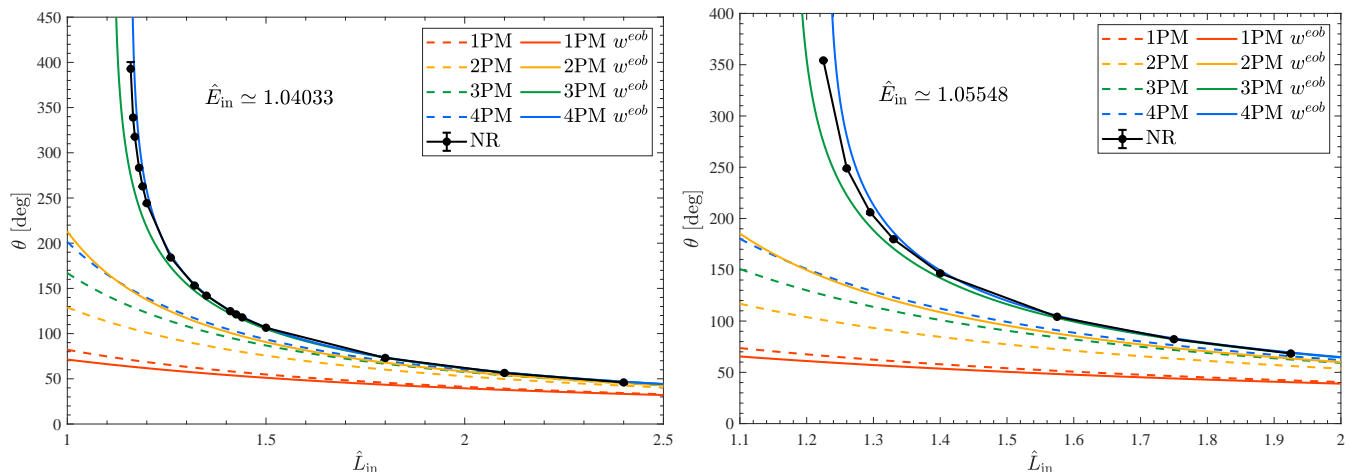 450
400
350
300
250
200
150
100
50
0
θ [deg]
1
1.5
2
2.5
L̂in
Êin ≃ 1.04033
1PM 1PM w^eob
2PM 2PM w^eob
3PM 3PM w^eob
4PM 4PM w^eob
NR
400
350
300
250
200
150
100
50
0
θ [deg]
1.1
1.2
1.3
1.4
1.5
1.6
1.7
1.8
1.9
2
L̂in
Êin ≃ 1.05548
1PM 1PM w^eob
2PM 2PM w^eob
3PM 3PM w^eob
4PM 4PM w^eob
NR